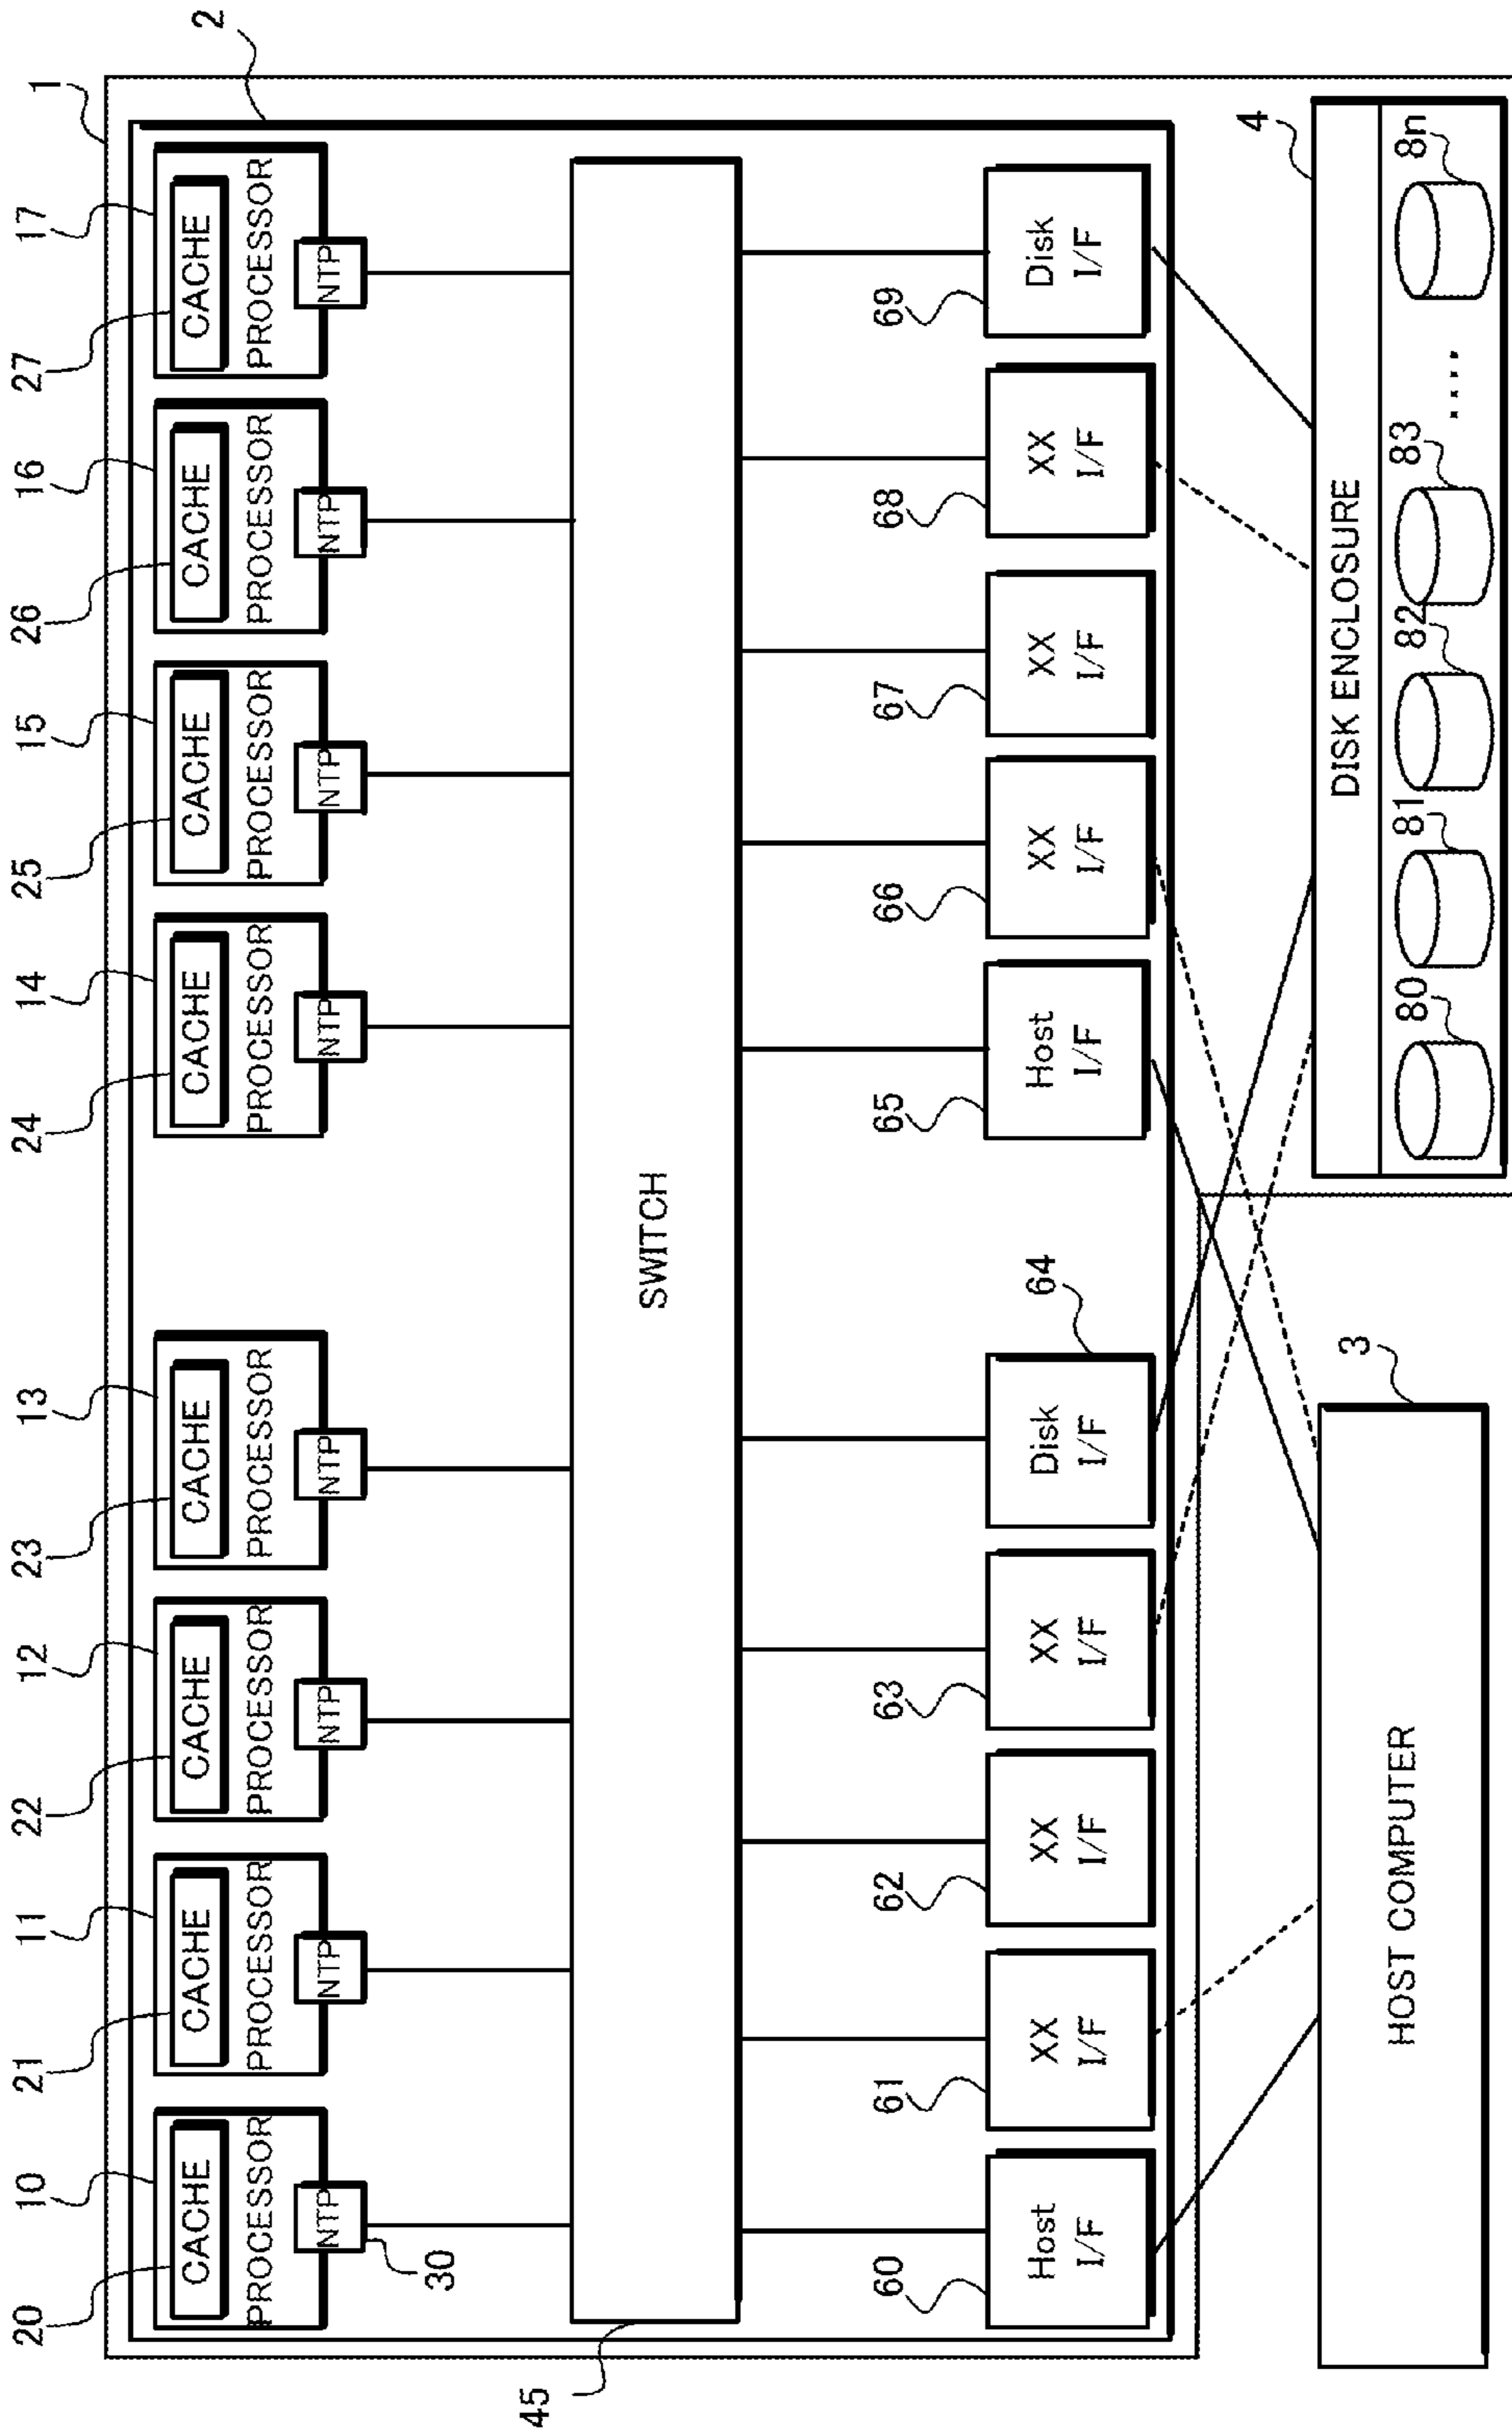 1
2
20
10
21
11
22
12
23
13
24
14
25
15
26
16
27
17
CACHE
PROCESSOR
NTP
CACHE
PROCESSOR
NTP
CACHE
PROCESSOR
NTP
CACHE
PROCESSOR
NTP
CACHE
PROCESSOR
NTP
CACHE
PROCESSOR
NTP
CACHE
PROCESSOR
NTP
CACHE
PROCESSOR
NTP
30
45
SWITCH
60
Host
I/F
61
XX
I/F
62
XX
I/F
63
XX
I/F
64
Disk
I/F
65
Host
I/F
66
XX
I/F
67
XX
I/F
68
XX
I/F
69
Disk
I/F
3
HOST COMPUTER
4
DISK ENCLOSURE
80
81
82
83
....
8n